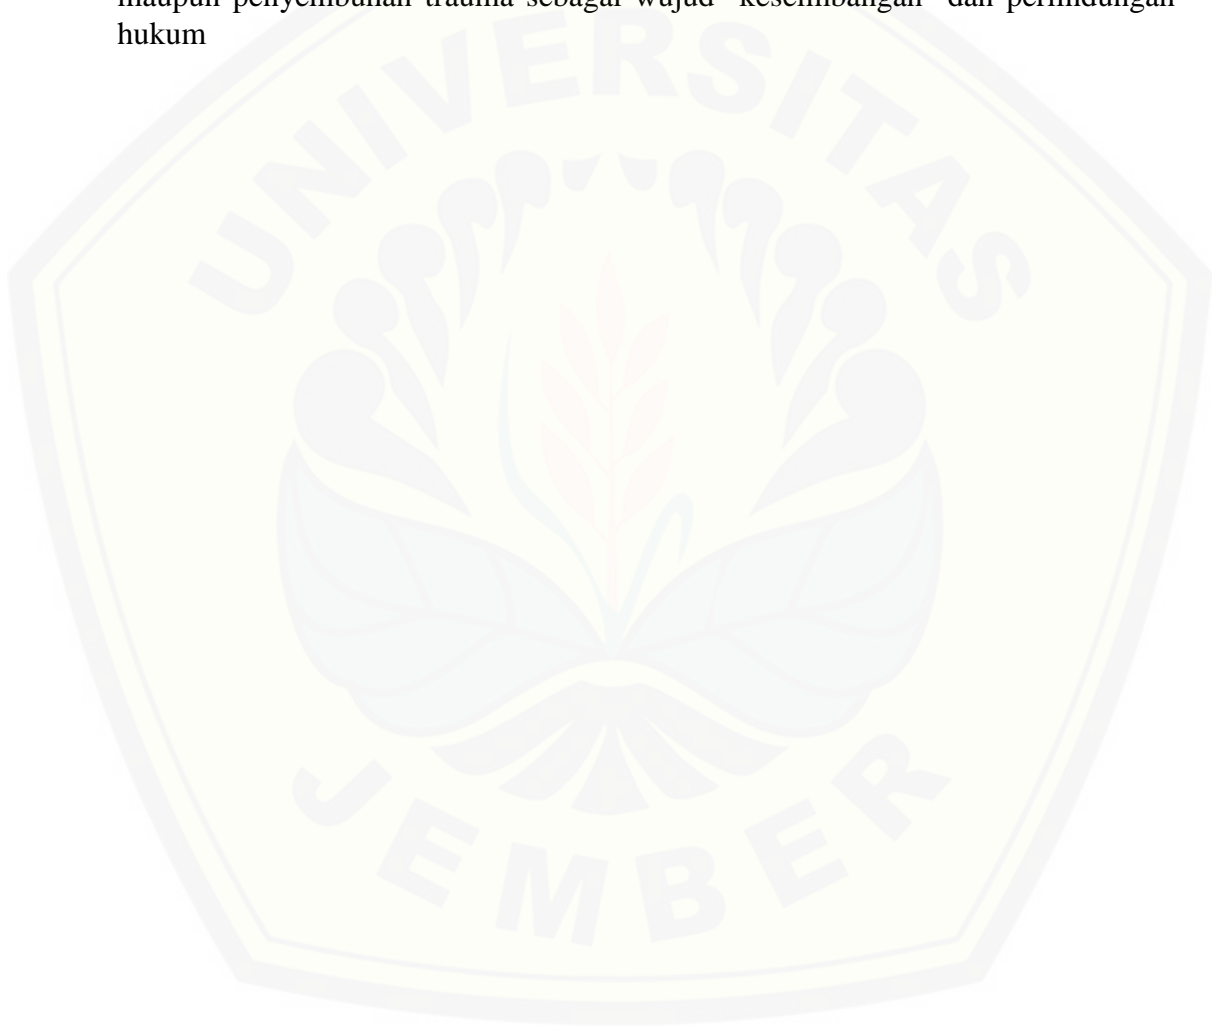 maupun penyembuhan trauma sebagai wujud keseimbangan dan perlindungan
hukum
UNIVERSITAS
JEMBER